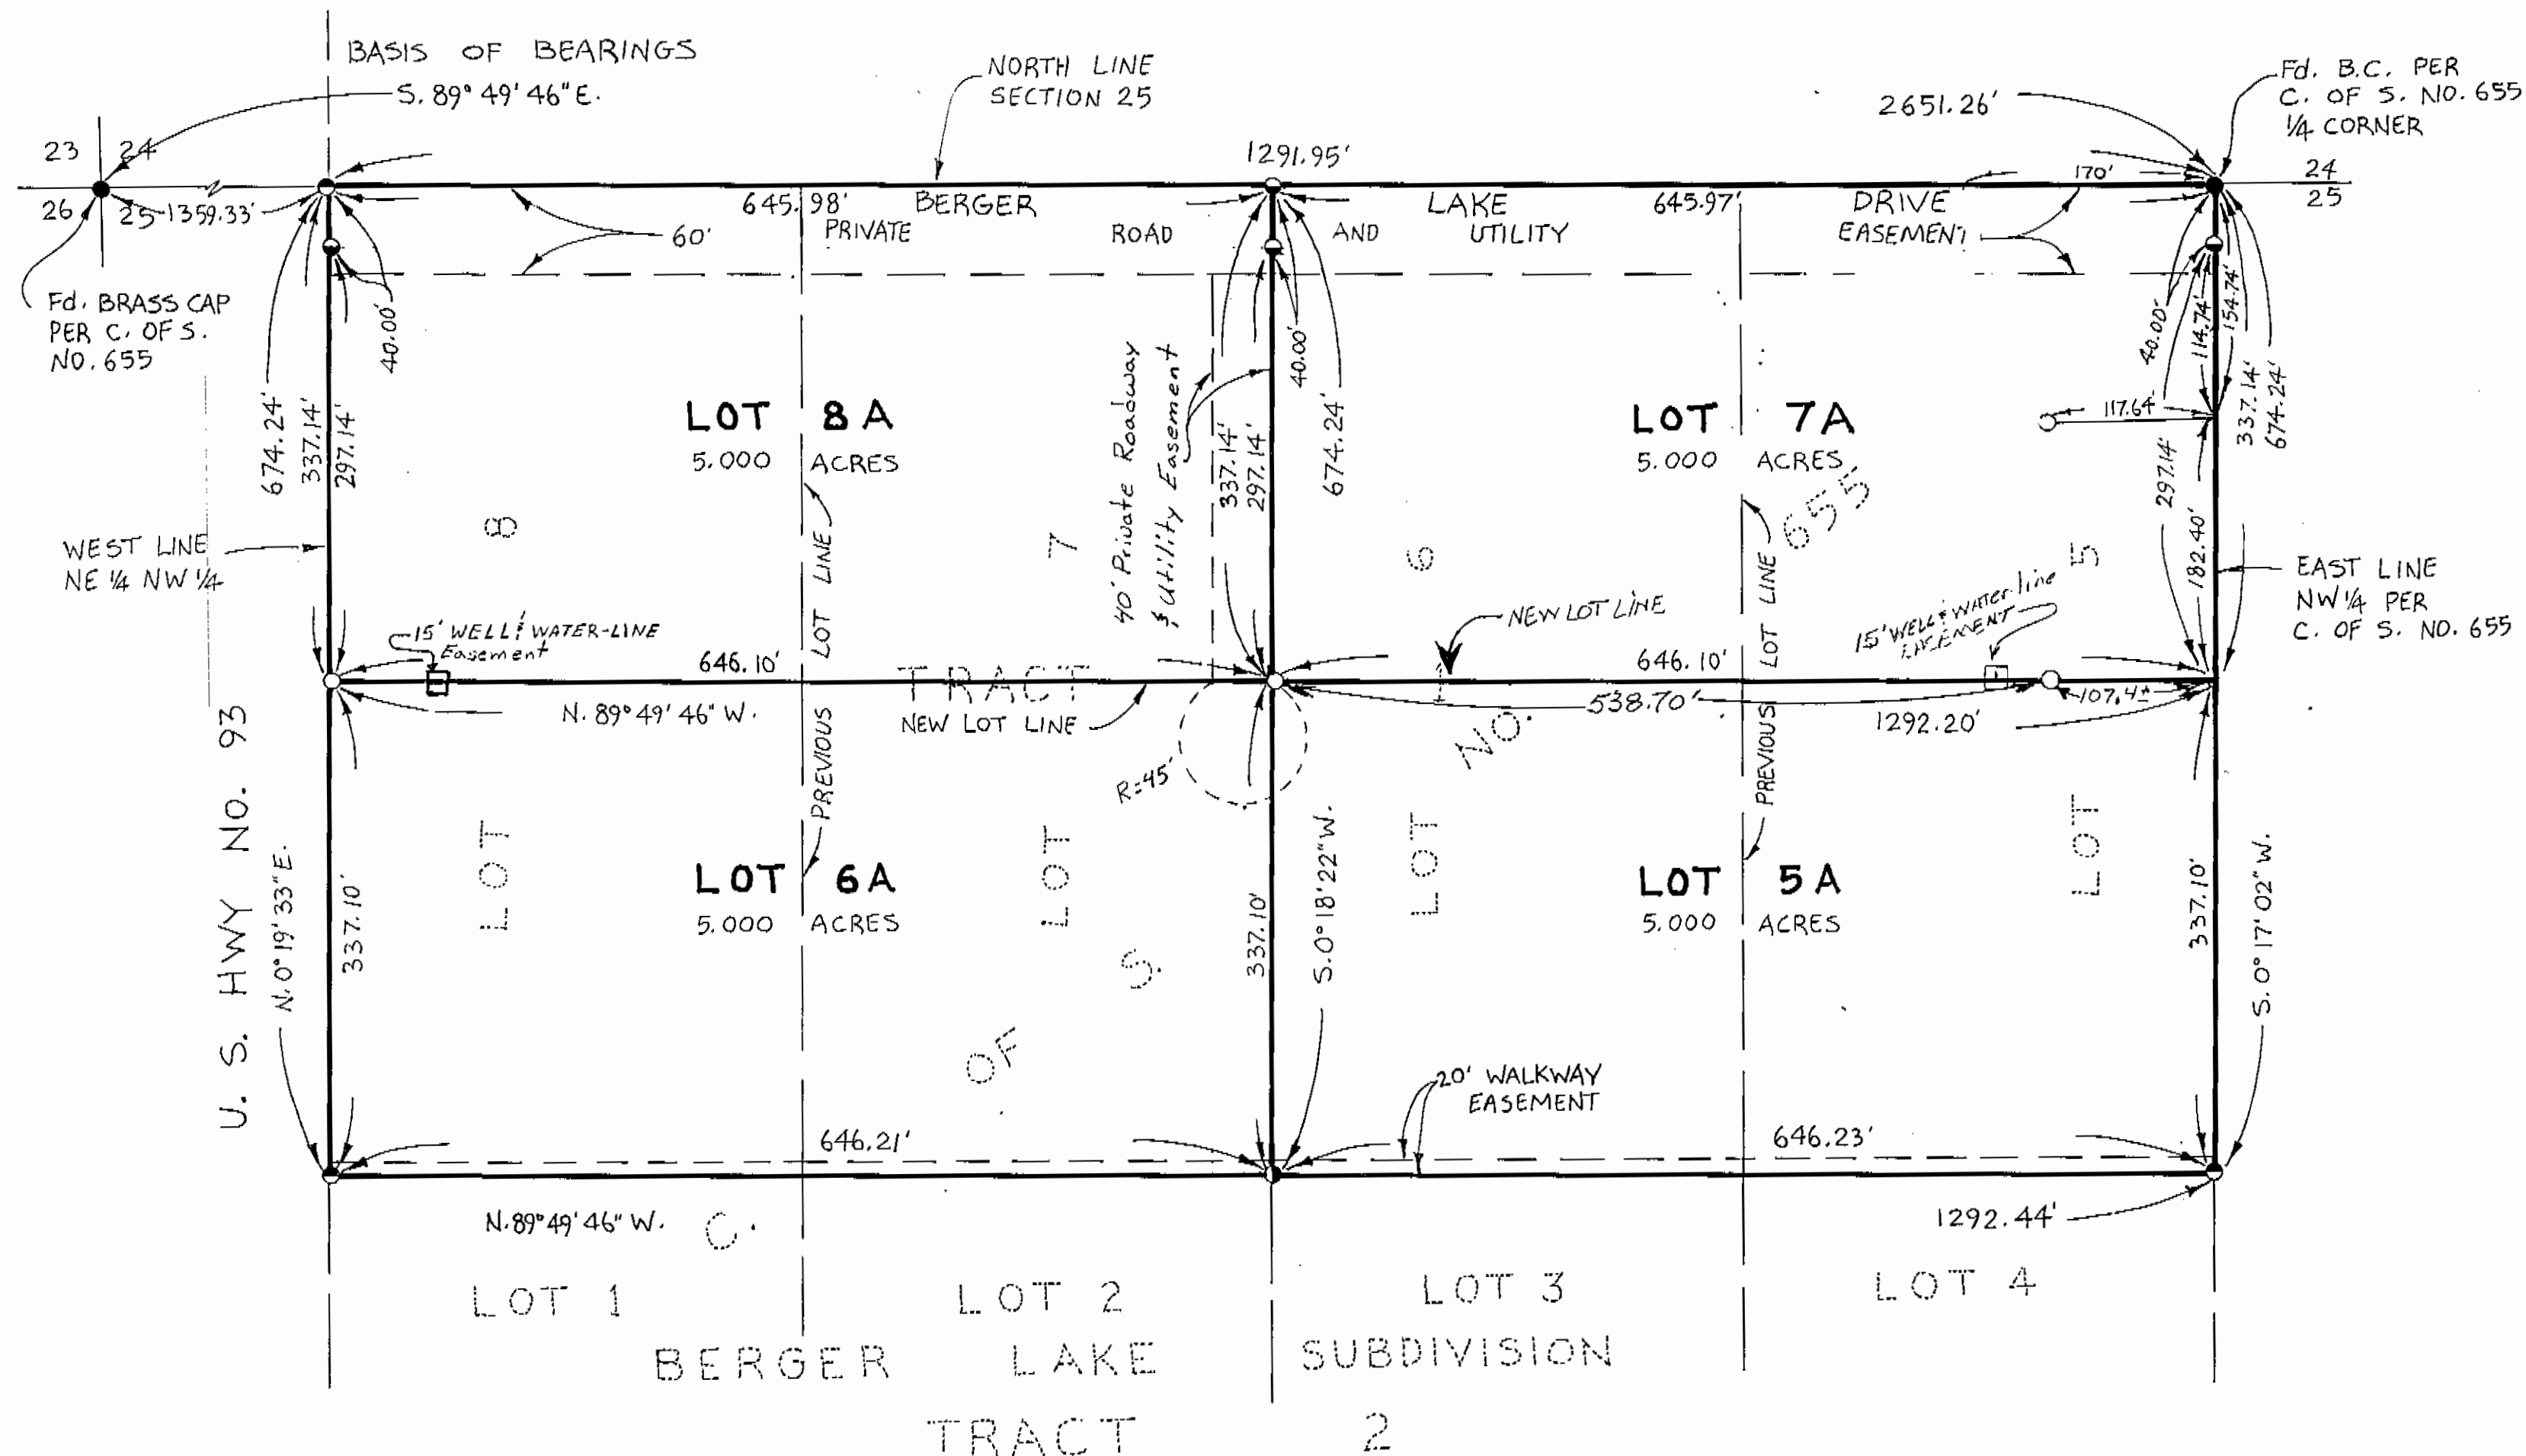 BASIS OF BEARINGS
S. 89° 49' 46" E.
NORTH LINE
SECTION 25
2651.26'
Fd. B.C. PER
C. OF S. NO. 655
1/4 CORNER
23 24
26 25
1359.33'
1291.95'
170'
24
25
645.98'
BERGER LAKE DRIVE
645.97'
PRIVATE ROAD AND UTILITY EASEMENT
60'
Fd. BRASS CAP
PER C. OF S.
NO. 655
40.00'
674.24'
337.14'
297.14'
40' Private Roadway
& Utility Easement
337.14'
297.14'
40.00'
674.24'
40.00'
114.74'
154.74'
337.14'
674.24'
117.64'
297.14'
182.40'
LOT 8A
5.000 ACRES
LOT 7A
5.000 ACRES
WEST LINE
NE 1/4 NW 1/4
EAST LINE
NW 1/4 PER
C. OF S. NO. 655
8
7
6
5
PREVIOUS LOT LINE
PREVIOUS LOT LINE
15' WELL & WATER-LINE
Easement
646.10'
TRACT 1
NEW LOT LINE
646.10'
15' WELL & WATER-line
EASEMENT
N. 89° 49' 46" W.
NEW LOT LINE
538.70'
107.4±
1292.20'
R=45'
U. S. HWY NO. 93
N. 0° 19' 33" E.
337.10'
LOT
LOT
LOT
LOT
LOT 6A
5.000 ACRES
337.10'
S. 0° 18' 22" W.
LOT 5A
5.000 ACRES
337.10'
S. 0° 17' 02" W.
C. OF S. NO. 655
20' WALKWAY
EASEMENT
646.21'
646.23'
N. 89° 49' 46" W.
1292.44'
LOT 1 LOT 2 LOT 3 LOT 4
BERGER LAKE SUBDIVISION
TRACT 2